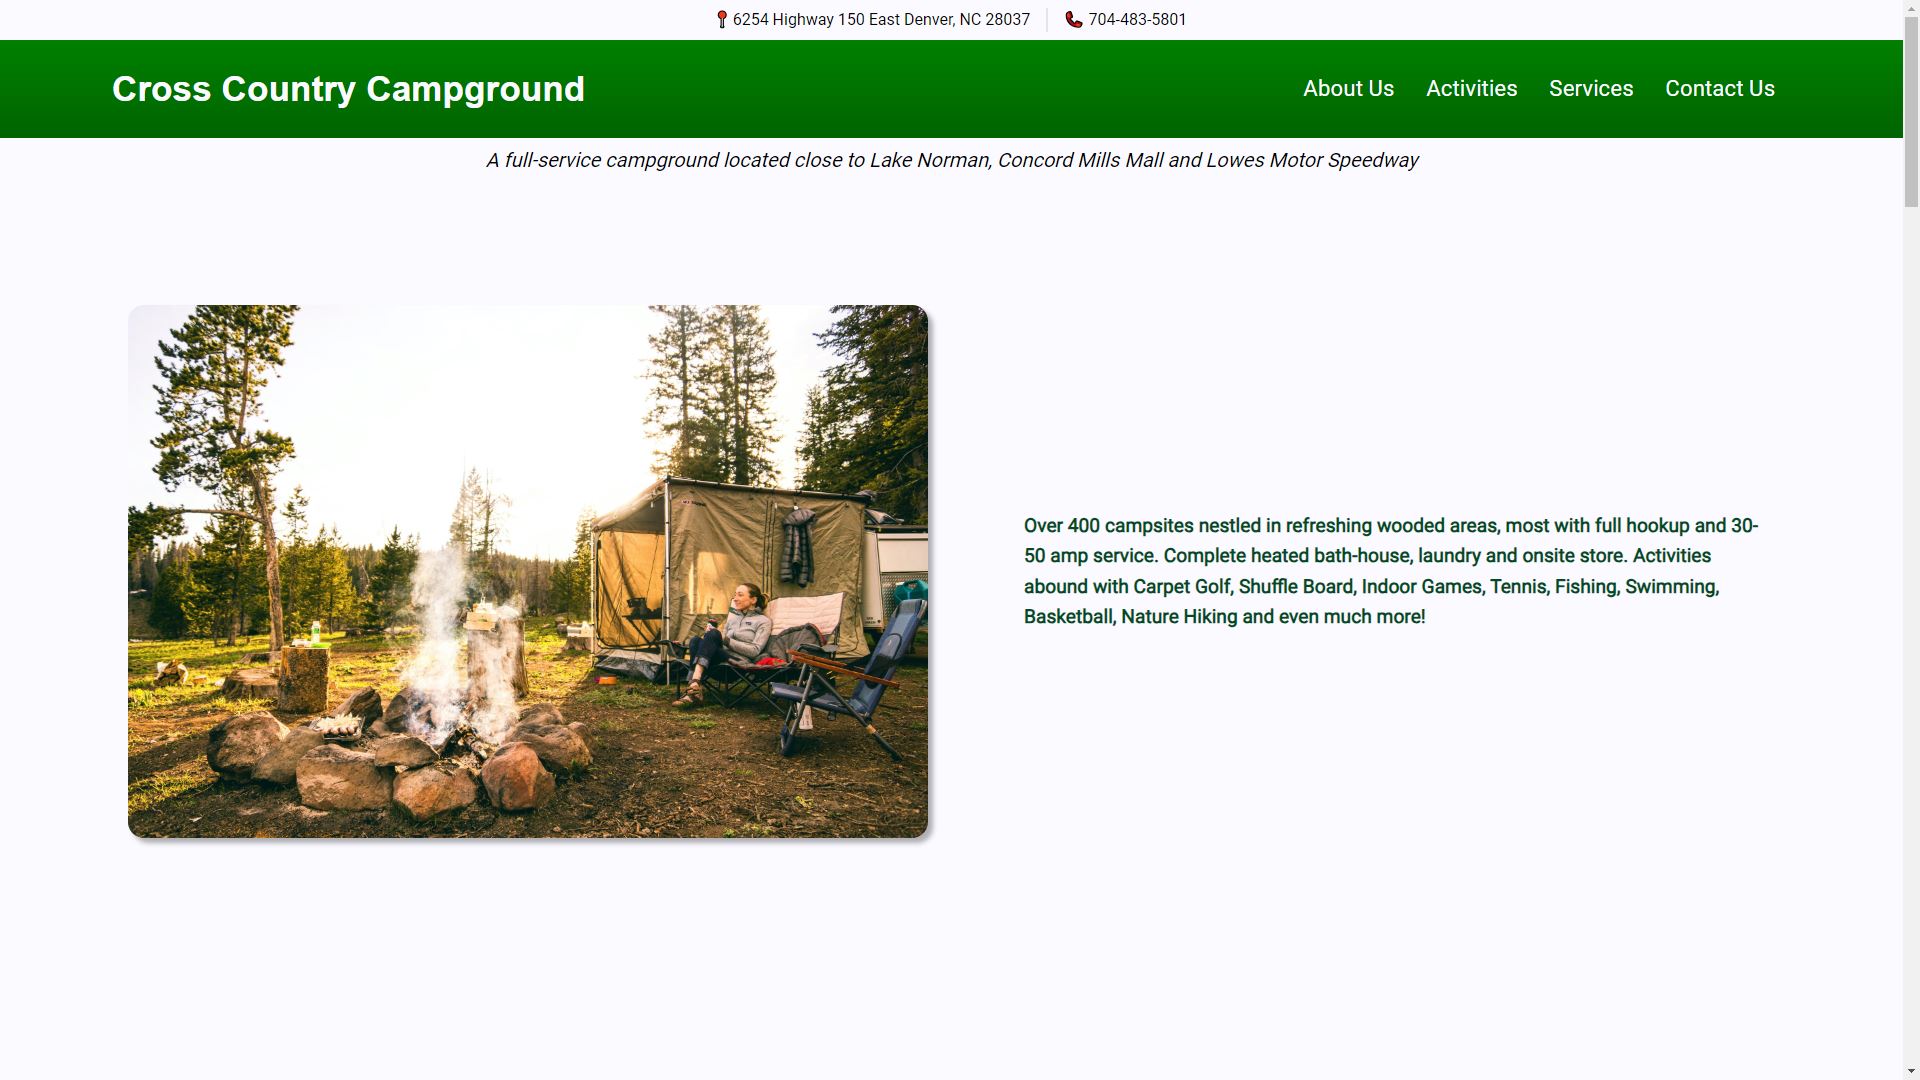 6254 Highway 150 East Denver, NC 28037
704-483-5801
Cross Country Campground
About Us
Activities
Services
Contact Us
A full-service campground located close to Lake Norman, Concord Mills Mall and Lowes Motor Speedway
Over 400 campsites nestled in refreshing wooded areas, most with full hookup and 30-
50 amp service. Complete heated bath-house, laundry and onsite store. Activities
abound with Carpet Golf, Shuffle Board, Indoor Games, Tennis, Fishing, Swimming,
Basketball, Nature Hiking and even much more!